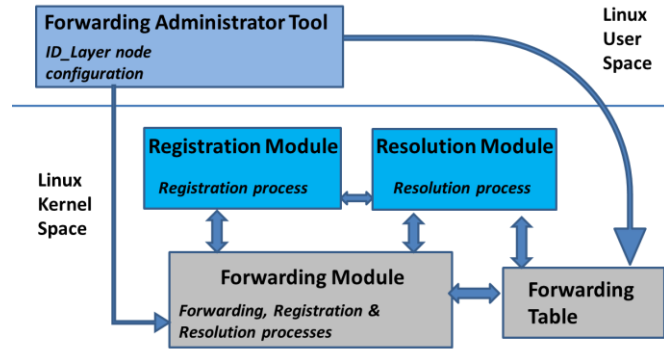 Forwarding Administrator Tool
ID_Layer node
configuration
Linux
User
Space
Registration Module
Registration process
Resolution Module
Resolution process
Linux
Kernel
Space
Forwarding Module
Forwarding, Registration &
Resolution processes
Forwarding
Table